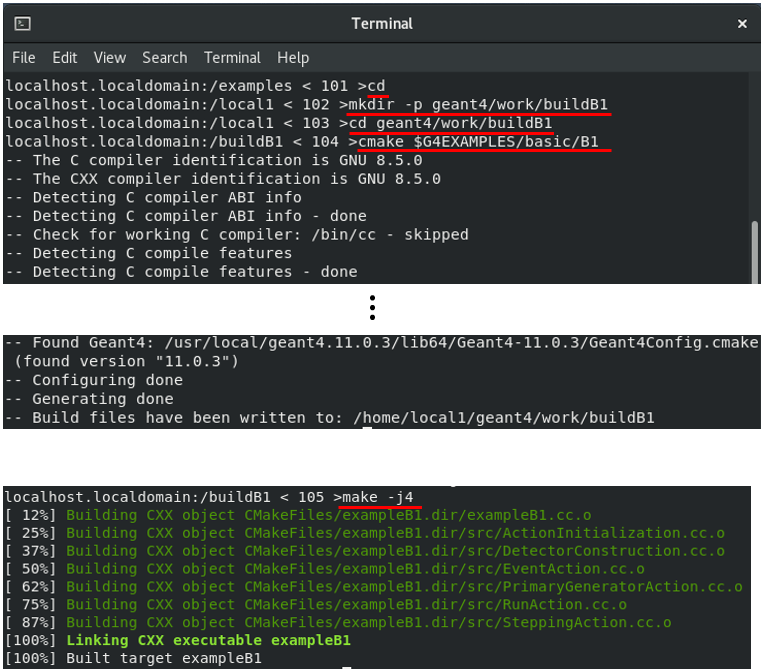 Terminal
File Edit View Search Terminal Help
localhost.localdomain:/examples < 101 >cd
localhost.localdomain:/local1 < 102 >mkdir -p geant4/work/buildB1
localhost.localdomain:/local1 < 103 >cd geant4/work/buildB1
localhost.localdomain:/buildB1 < 104 >cmake $G4EXAMPLES/basic/B1
-- The C compiler identification is GNU 8.5.0
-- The CXX compiler identification is GNU 8.5.0
-- Detecting C compiler ABI info
-- Detecting C compiler ABI info - done
-- Check for working C compiler: /bin/cc - skipped
-- Detecting C compile features
-- Detecting C compile features - done
-- Found Geant4: /usr/local/geant4.11.0.3/lib64/Geant4-11.0.3/Geant4Config.cmake
(found version "11.0.3")
-- Configuring done
-- Generating done
-- Build files have been written to: /home/local1/geant4/work/buildB1
localhost.localdomain:/buildB1 < 105 >make -j4
[ 12%] Building CXX object CMakeFiles/exampleB1.dir/exampleB1.cc.o
[ 25%] Building CXX object CMakeFiles/exampleB1.dir/src/ActionInitialization.cc.o
[ 37%] Building CXX object CMakeFiles/exampleB1.dir/src/DetectorConstruction.cc.o
[ 50%] Building CXX object CMakeFiles/exampleB1.dir/src/EventAction.cc.o
[ 62%] Building CXX object CMakeFiles/exampleB1.dir/src/PrimaryGeneratorAction.cc.o
[ 75%] Building CXX object CMakeFiles/exampleB1.dir/src/RunAction.cc.o
[ 87%] Building CXX object CMakeFiles/exampleB1.dir/src/SteppingAction.cc.o
[100%] Linking CXX executable exampleB1
[100%] Built target exampleB1